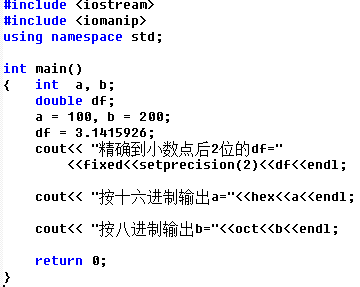 #include <iostream>
#include <iomanip>
using namespace std;
int main()
{   int  a, b;
    double df;
    a = 100, b = 200;
    df = 3.1415926;
    cout<< "精确到小数点后2位的df="
        <<fixed<<setprecision(2)<<df<<endl;
    cout<< "按十六进制输出a="<<hex<<a<<endl;
    cout<< "按八进制输出b="<<oct<<b<<endl;
    return 0;
}